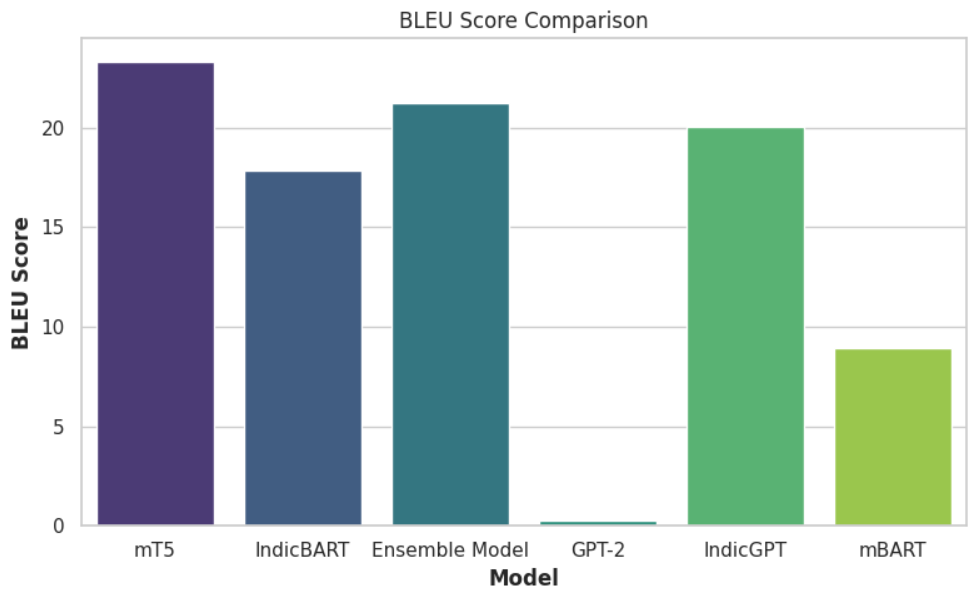 BLEU Score Comparison
BLEU Score
20
15
10
5
0
mT5 IndicBART Ensemble Model GPT-2 IndicGPT mBART
Model